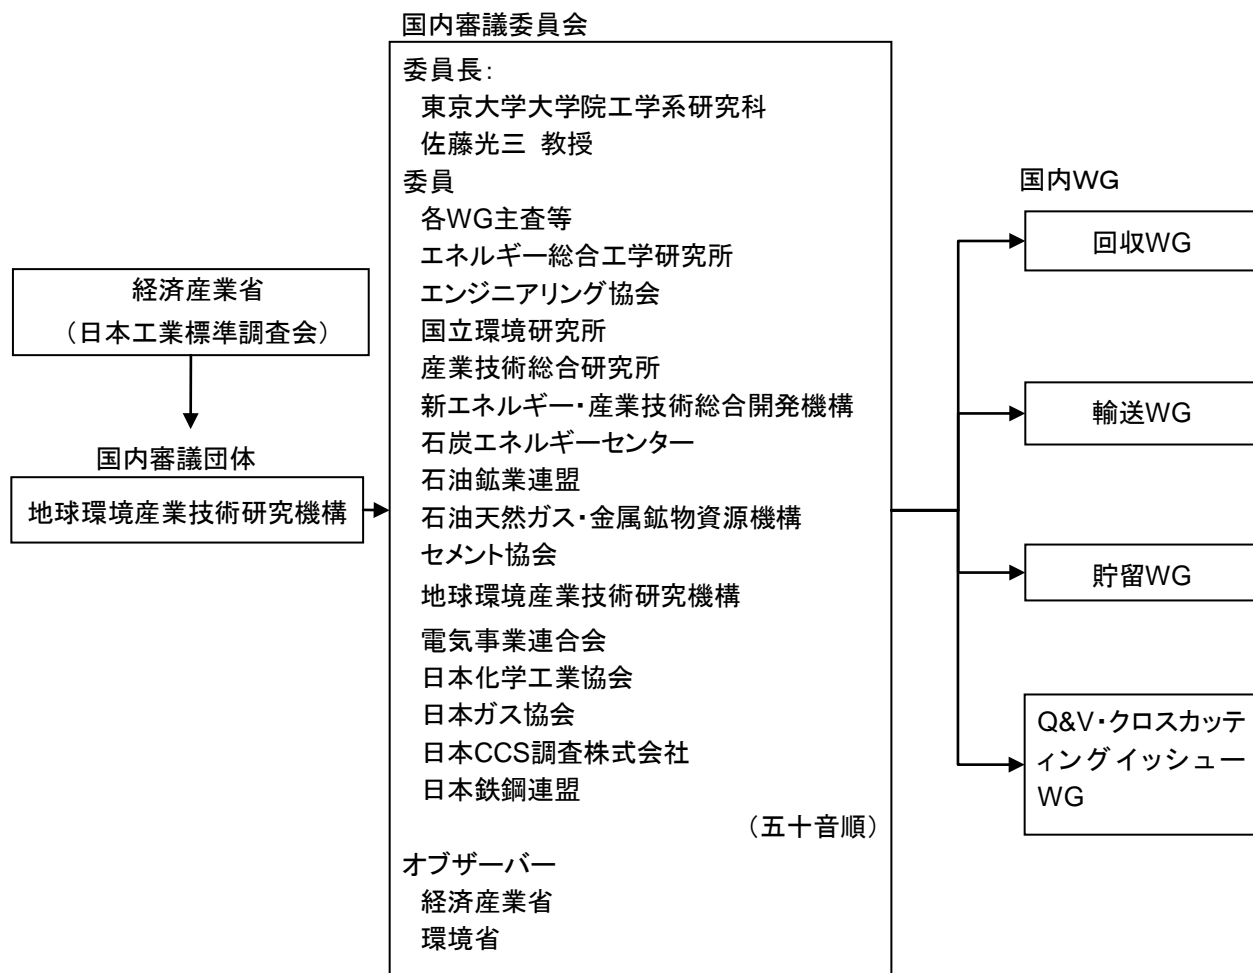 国内審議委員会
委員長:
東京大学大学院工学系研究科
佐藤光三 教授
委員
各WG主査等
エネルギー総合工学研究所
エンジニアリング協会
国立環境研究所
産業技術総合研究所
新エネルギー・産業技術総合開発機構
石炭エネルギーセンター
石油鉱業連盟
石油天然ガス・金属鉱物資源機構
セメント協会
地球環境産業技術研究機構
電気事業連合会
日本化学工業協会
日本ガス協会
日本CCS調査株式会社
日本鉄鋼連盟
(五十音順)
オブザーバー
経済産業省
環境省
経済産業省
(日本工業標準調査会)
国内審議団体
地球環境産業技術研究機構
国内WG
回収WG
輸送WG
貯留WG
Q&V・クロスカッテ
ィングイッシュー
WG